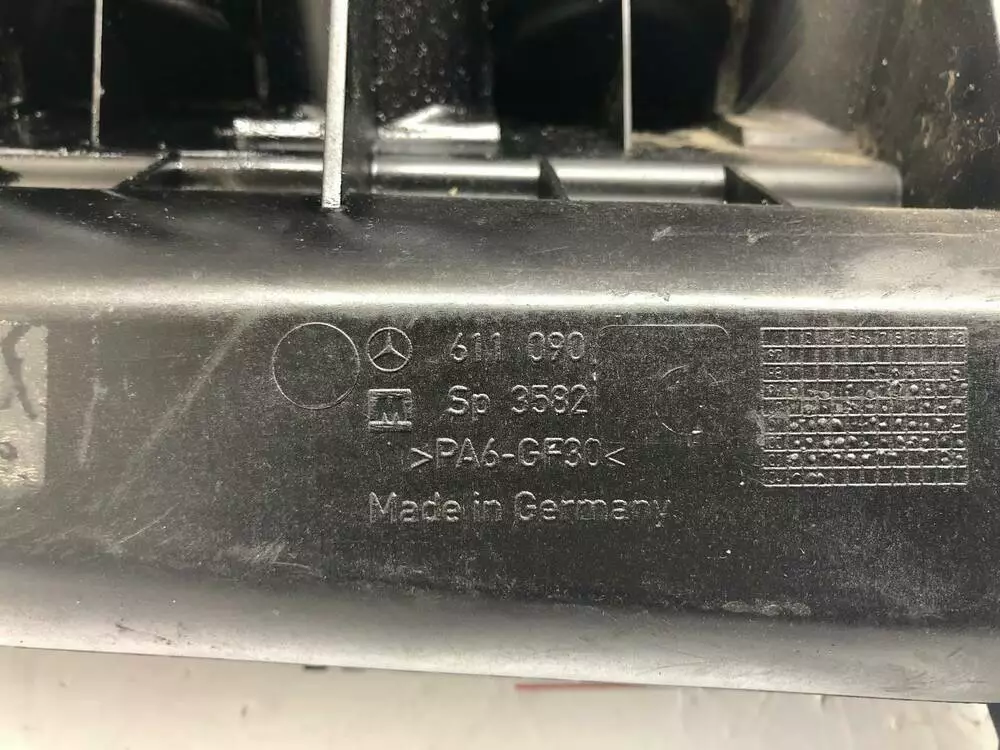 611 090
M
Sp 3582
>PA6-GF30<
Made in Germany